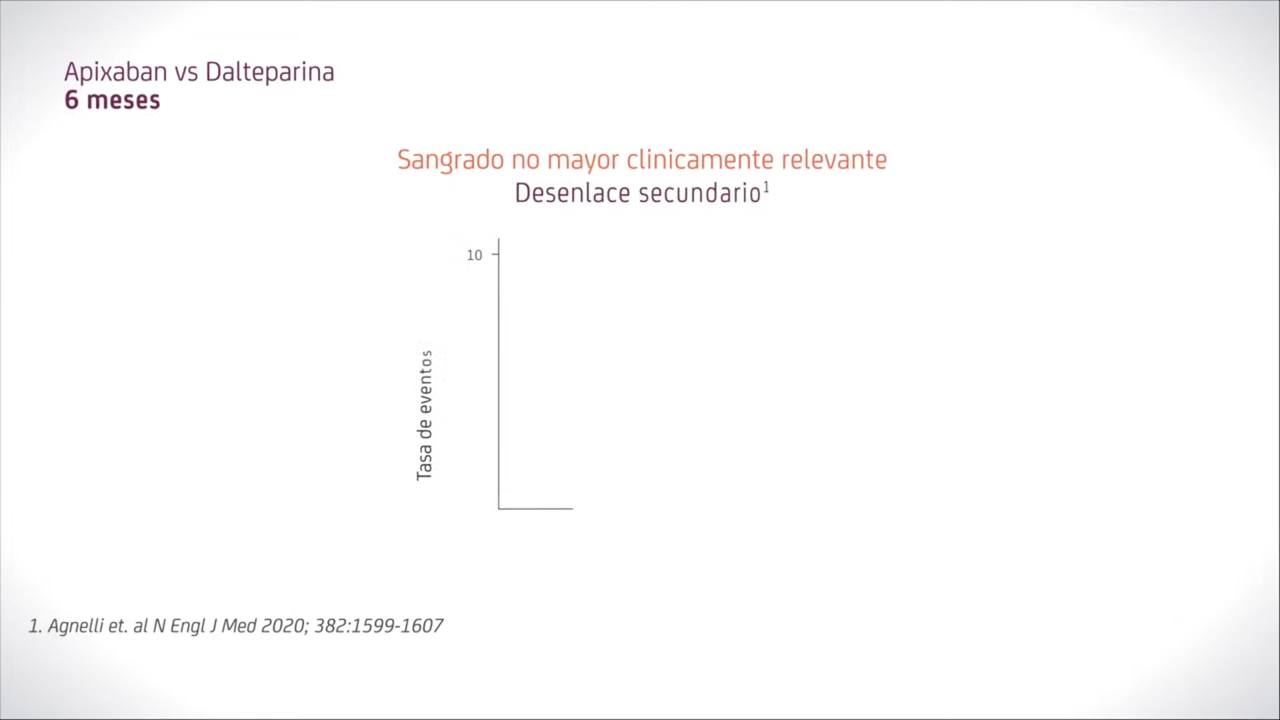 Apixaban vs Dalteparina
6 meses
Sangrado no mayor clinicamente relevante
Desenlace secundario¹
10
Tasa de eventos
1. Agnelli et. al N Engl J Med 2020; 382:1599-1607